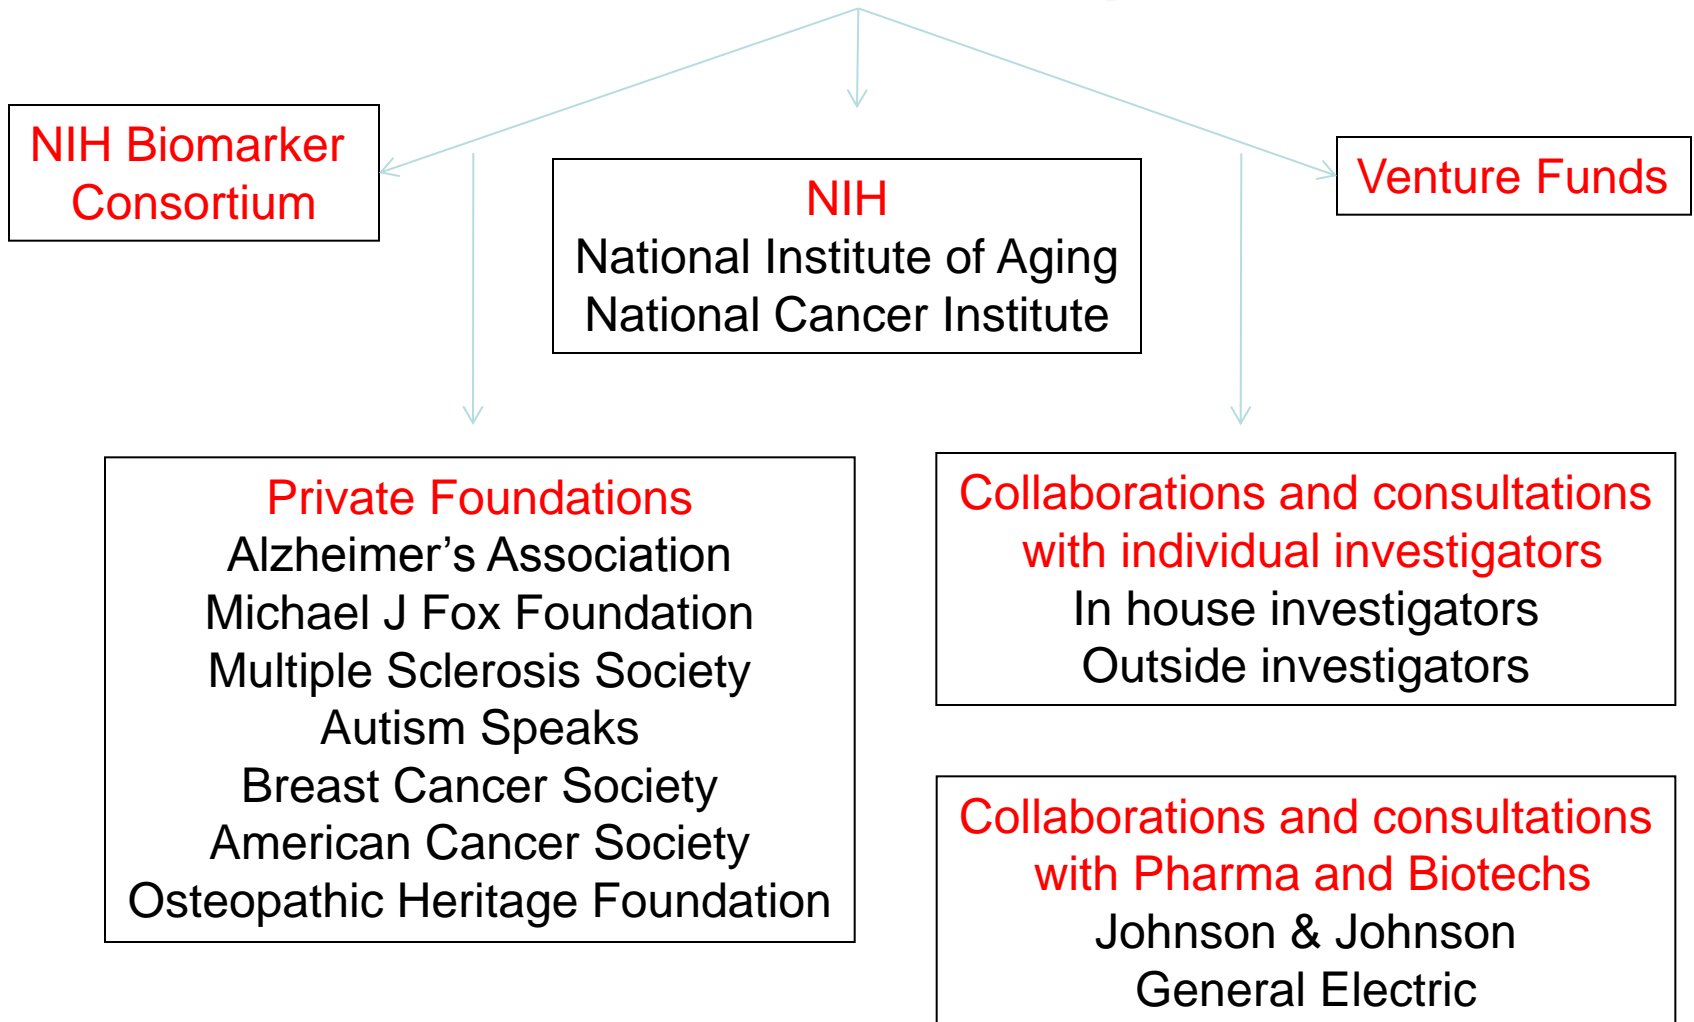 NIH Biomarker
Consortium
NIH
National Institute of Aging
National Cancer Institute
Venture Funds
Private Foundations
Alzheimer’s Association
Michael J Fox Foundation
Multiple Sclerosis Society
Autism Speaks
Breast Cancer Society
American Cancer Society
Osteopathic Heritage Foundation
Collaborations and consultations
with individual investigators
In house investigators
Outside investigators
Collaborations and consultations
with Pharma and Biotechs
Johnson & Johnson
General Electric